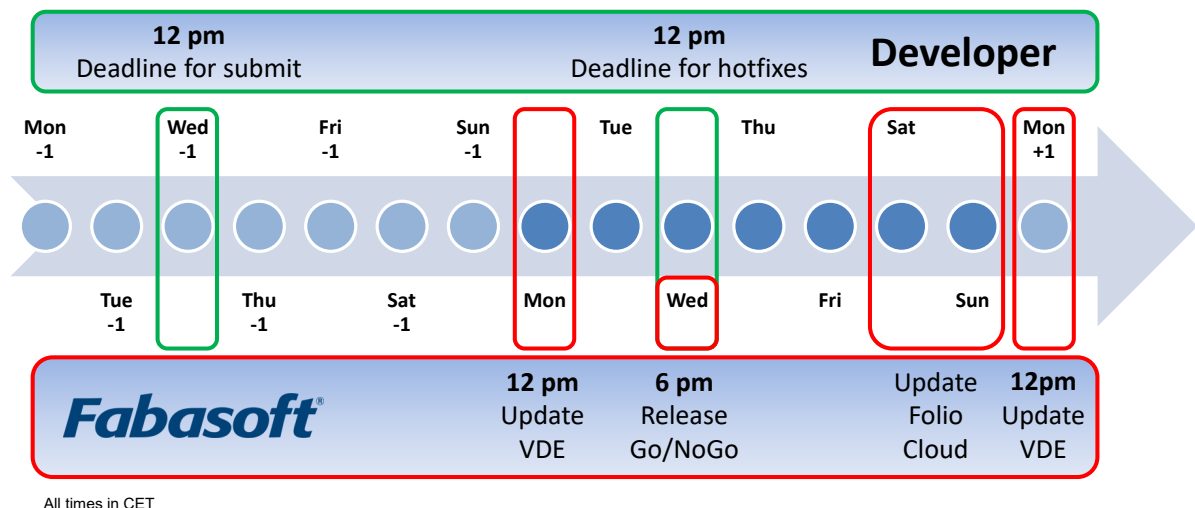 12 pm
Deadline for submit
12 pm
Deadline for hotfixes
Developer
Mon
-1
Wed
-1
Fri
-1
Sun
-1
Tue
Thu
Sat
Mon
+1
Tue
-1
Thu
-1
Sat
-1
Mon
Wed
Fri
Sun
Fabasoft®
12 pm
Update
VDE
6 pm
Release
Go/NoGo
Update
Folio
Cloud
12pm
Update
VDE
All times in CET